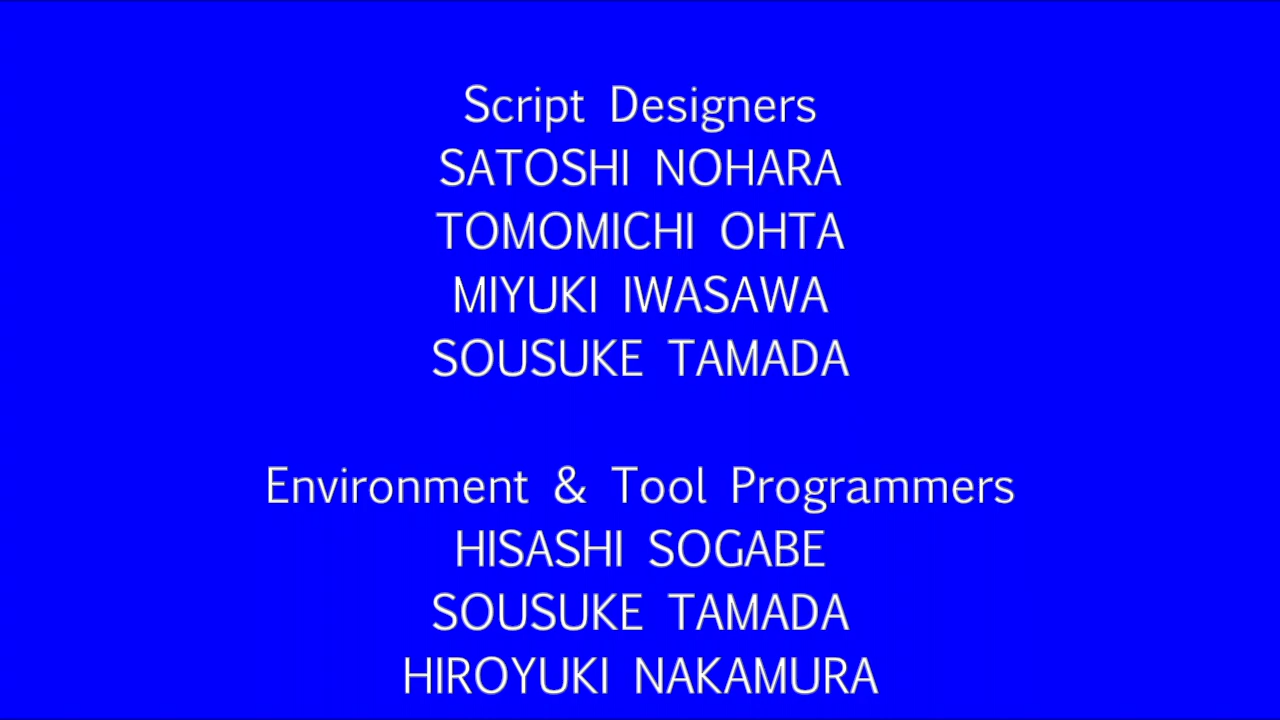 Script Designers
SATOSHI NOHARA
TOMOMICHI OHTA
MIYUKI IWASAWA
SOUSUKE TAMADA
Environment & Tool Programmers
HISASHI SOGABE
SOUSUKE TAMADA
HIROYUKI NAKAMURA